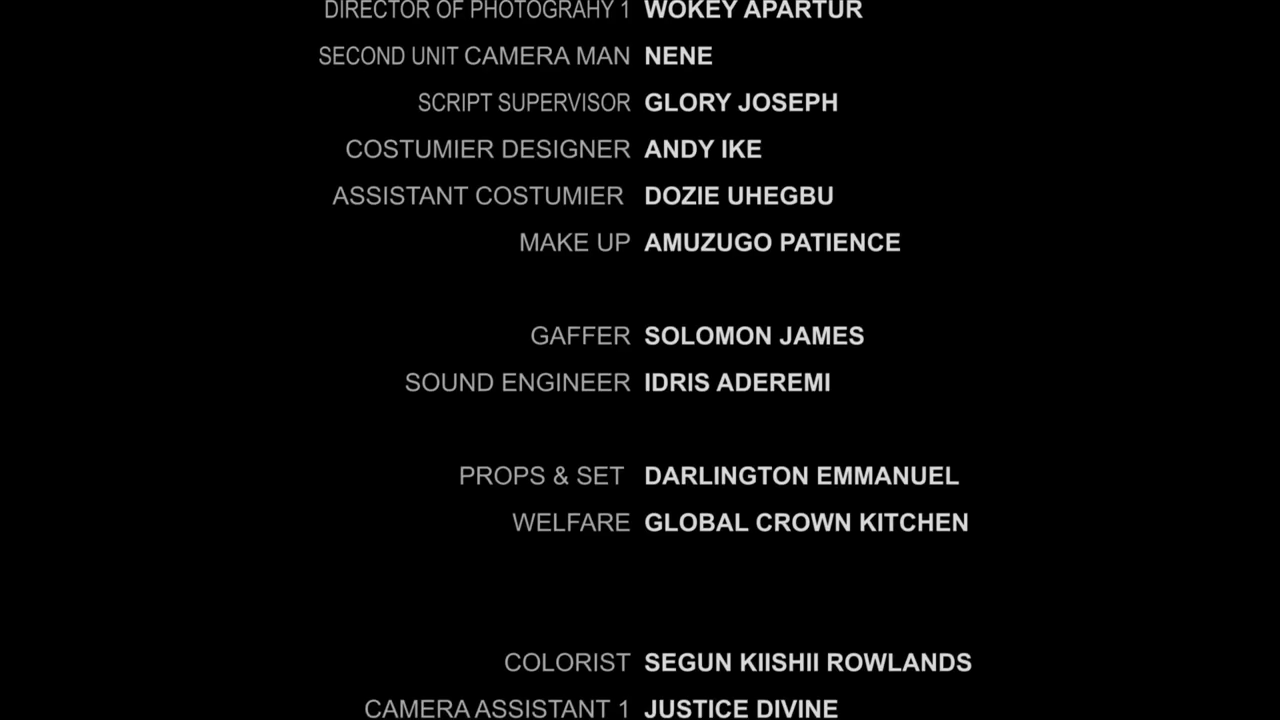 DIRECTOR OF PHOTOGRAHY 1 WOKEY APARTUR
SECOND UNIT CAMERA MAN NENE
SCRIPT SUPERVISOR GLORY JOSEPH
COSTUMIER DESIGNER ANDY IKE
ASSISTANT COSTUMIER DOZIE UHEGBU
MAKE UP AMUZUGO PATIENCE
GAFFER SOLOMON JAMES
SOUND ENGINEER IDRIS ADEREMI
PROPS & SET DARLINGTON EMMANUEL
WELFARE GLOBAL CROWN KITCHEN
COLORIST SEGUN KIISHII ROWLANDS
CAMERA ASSISTANT 1 JUSTICE DIVINE